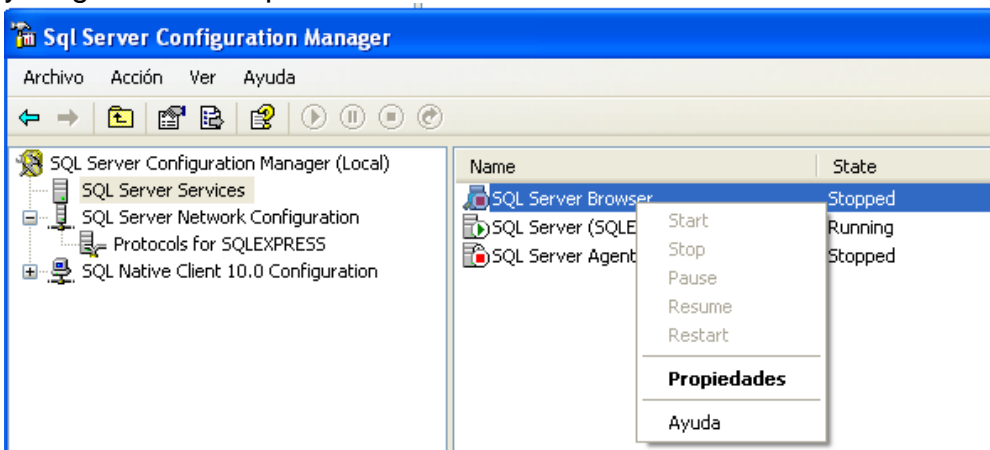 Sql Server Configuration Manager
Archivo Acción Ver Ayuda
SQL Server Configuration Manager (Local)
SQL Server Services
SQL Server Network Configuration
Protocols for SQLEXPRESS
SQL Native Client 10.0 Configuration
Name State
SQL Server Browser Stopped
SQL Server (SQLE Running
SQL Server Agent Stopped
Start
Stop
Pause
Resume
Restart
Propiedades
Ayuda